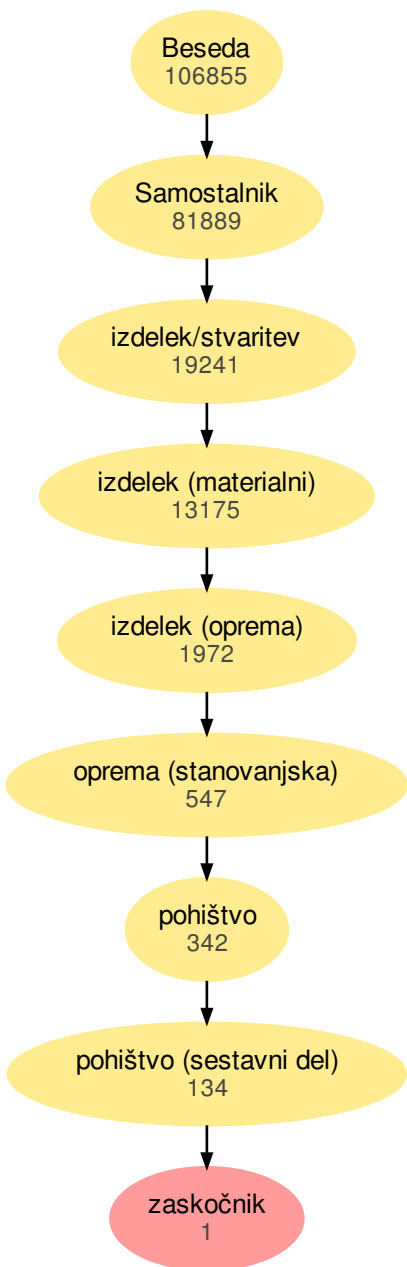 Beseda
106855
Samostalnik
81889
izdelek/stvaritev
19241
izdelek (materialni)
13175
izdelek (oprema)
1972
oprema (stanovanjska)
547
pohištvo
342
pohištvo (sestavni del)
134
zaskočnik
1